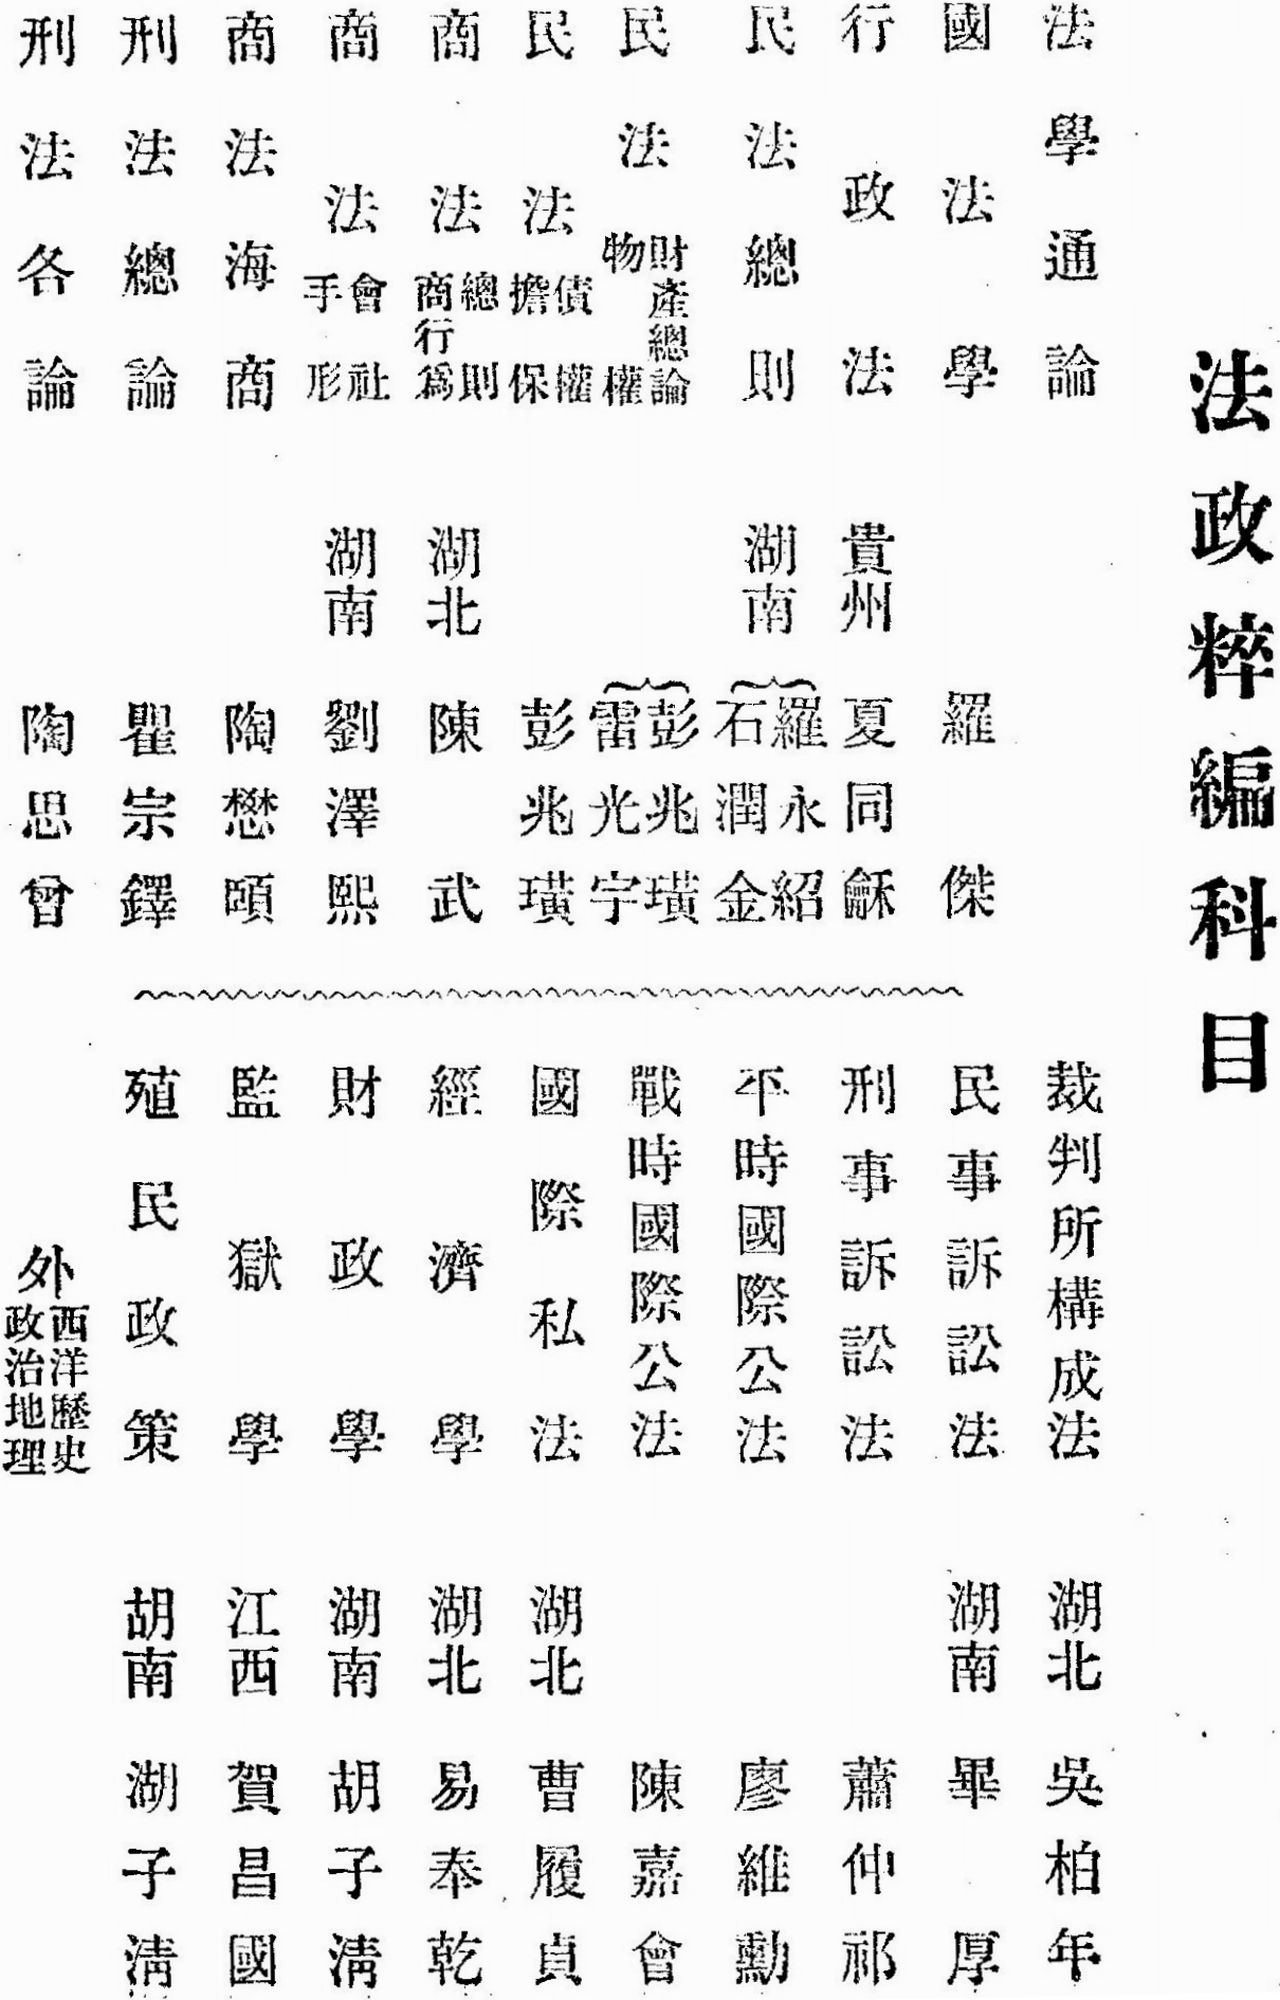 法政粹編科目
法學通論
國法學　羅傑
行政法　貴州　夏同龢
民法總則　湖南　羅永紹　石潤金
民法　財產總論　物權　彭兆璜　雷光宇
民法　債權　擔保　彭兆璜
商法　總則　商行爲　湖北　陳武
商法　會社　手形　湖南　劉澤熙
商法海商　陶懋頤
刑法總論　瞿宗鐸
刑法各論　陶思曾
裁判所構成法　湖北　吳柏年
民事訴訟法　湖南　畢厚
刑事訴訟法　蕭仲祁
平時國際公法　廖維勳
戰時國際公法　陳嘉會
國際私法　湖北　曹履貞
經濟學　湖北　易奉乾
財政學　湖南　胡子淸
監獄學　江西　賀昌國
殖民政策　胡南　湖子淸
外　西洋歷史　政治地理